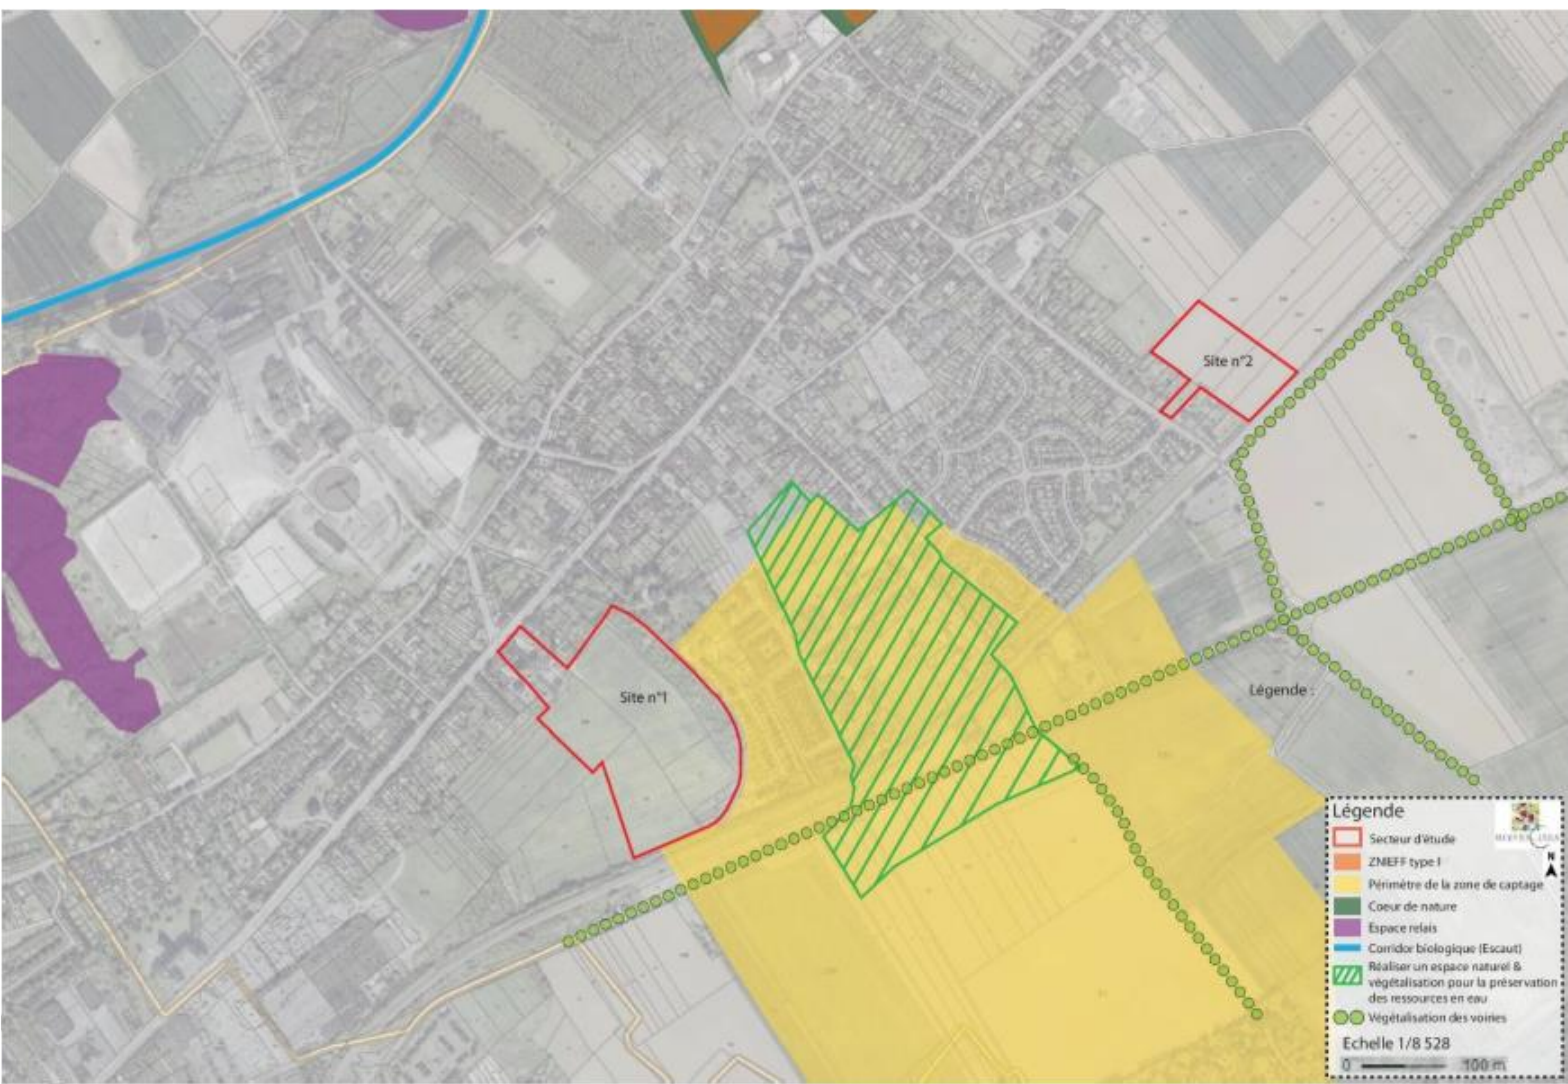 Site n°2
Site n°1
Légende :
Légende
Secteur d'étude
ZNIEFF type I
Périmètre de la zone de captage
Coeur de nature
Espace relais
Corridor biologique (Escaut)
Réaliser un espace naturel &
végétalisation pour la préservation
des ressources en eau
Végétalisation des voiries
Echelle 1/8 528
0 100 m
N